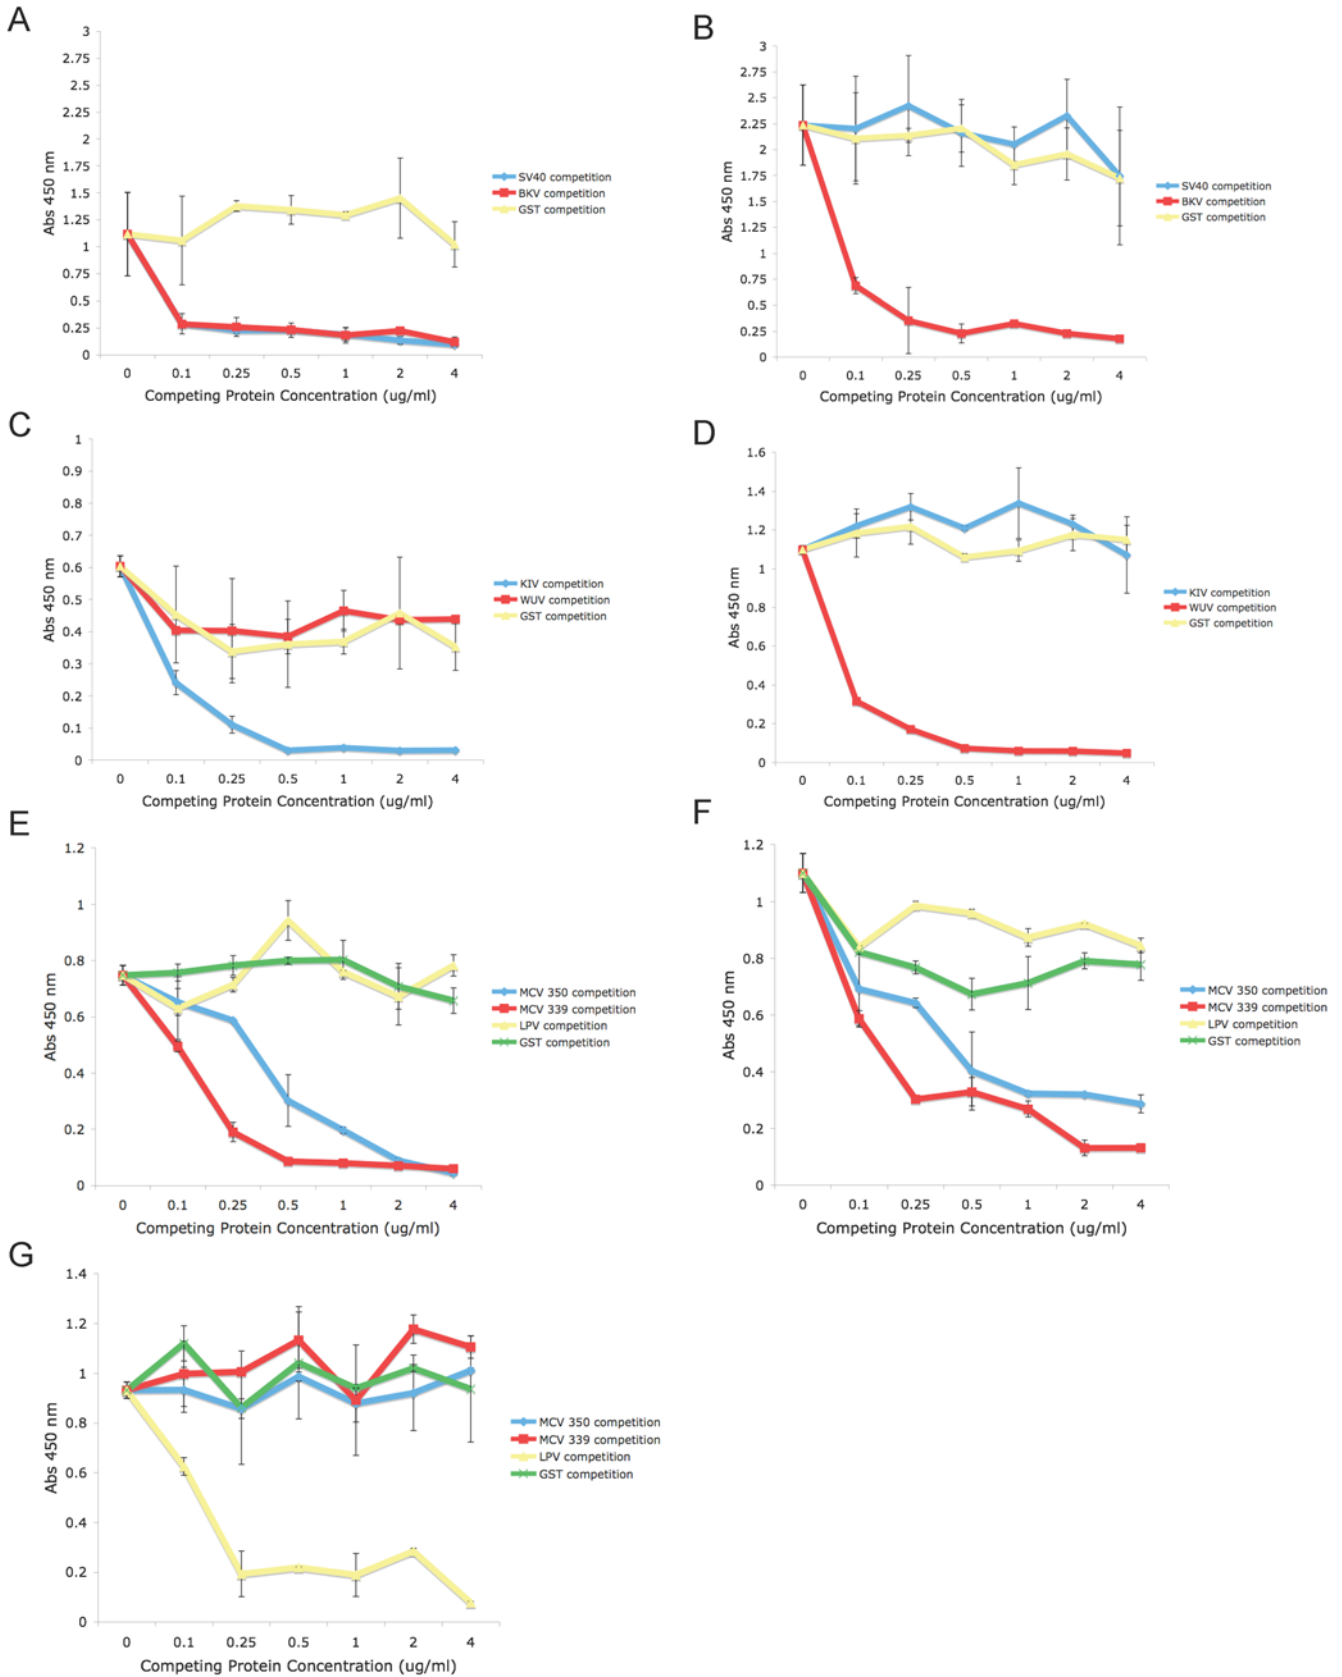 A
3
2.75
2.5
2.25
2
1.75
1.5
1.25
1
0.75
0.5
0.25
0
Abs 450 nm
0 0.1 0.25 0.5 1 2 4
Competing Protein Concentration (ug/ml)
SV40 competition
BKV competition
GST competition
B
3
2.75
2.5
2.25
2
1.75
1.5
1.25
1
0.75
0.5
0.25
0
Abs 450 nm
0 0.1 0.25 0.5 1 2 4
Competing Protein Concentration (ug/ml)
SV40 competition
BKV competition
GST competition
C
1
0.9
0.8
0.7
0.6
0.5
0.4
0.3
0.2
0.1
0
Abs 450 nm
0 0.1 0.25 0.5 1 2 4
Competing Protein Concentration (ug/ml)
KIV competition
WUV competition
GST competition
D
1.6
1.4
1.2
1
0.8
0.6
0.4
0.2
0
Abs 450 nm
0 0.1 0.25 0.5 1 2 4
Competing Protein Concentration (ug/ml)
KIV competition
WUV competition
GST competition
E
1.2
1
0.8
0.6
0.4
0.2
0
Abs 450 nm
0 0.1 0.25 0.5 1 2 4
Competing Protein Concentration (ug/ml)
MCV 350 competition
MCV 339 competition
LPV competition
GST competition
F
1.2
1
0.8
0.6
0.4
0.2
0
Abs 450 nm
0 0.1 0.25 0.5 1 2 4
Competing Protein Concentration (ug/ml)
MCV 350 competition
MCV 339 competition
LPV competition
GST comeptition
G
1.4
1.2
1
0.8
0.6
0.4
0.2
0
Abs 450 nm
0 0.1 0.25 0.5 1 2 4
Competing Protein Concentration (ug/ml)
MCV 350 competition
MCV 339 competition
LPV competition
GST competition